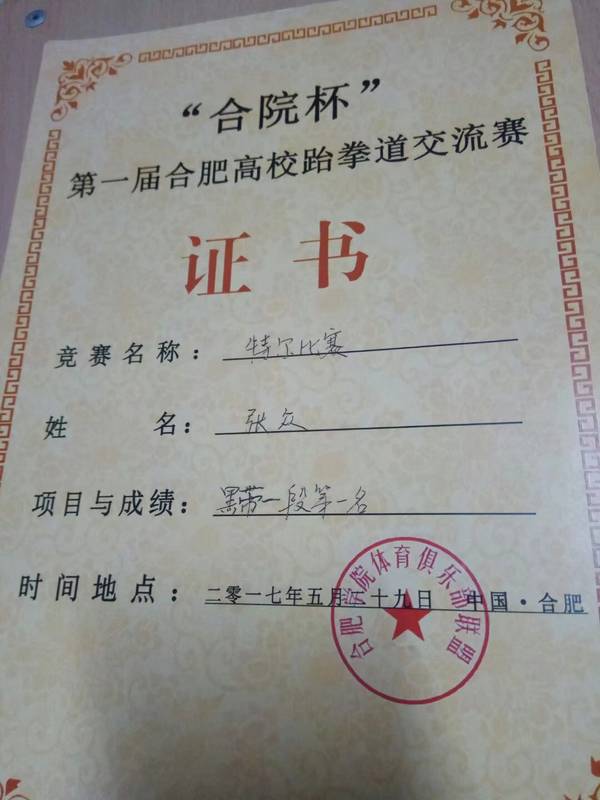 “合院杯”
第一届合肥高校跆拳道交流赛
证书
竞赛名称：特尔比赛
姓名：张众
项目与成绩：黑带一段第一名
时间地点：二零一七年五月二十九日 中国·合肥
合肥学院体育俱乐部联盟